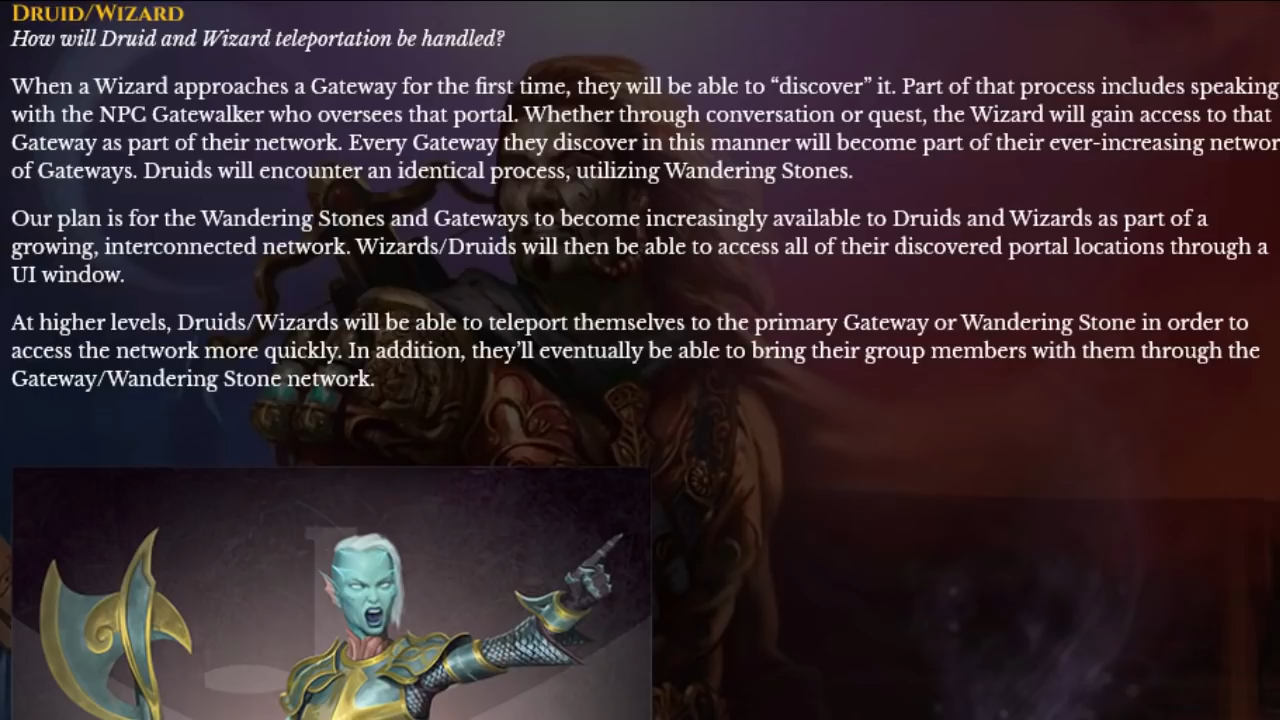 Druid/Wizard
How will Druid and Wizard teleportation be handled?
When a Wizard approaches a Gateway for the first time, they will be able to “discover” it. Part of that process includes speaking
with the NPC Gatewalker who oversees that portal. Whether through conversation or quest, the Wizard will gain access to that
Gateway as part of their network. Every Gateway they discover in this manner will become part of their ever-increasing networ
of Gateways. Druids will encounter an identical process, utilizing Wandering Stones.
Our plan is for the Wandering Stones and Gateways to become increasingly available to Druids and Wizards as part of a
growing, interconnected network. Wizards/Druids will then be able to access all of their discovered portal locations through a
UI window.
At higher levels, Druids/Wizards will be able to teleport themselves to the primary Gateway or Wandering Stone in order to
access the network more quickly. In addition, they’ll eventually be able to bring their group members with them through the
Gateway/Wandering Stone network.